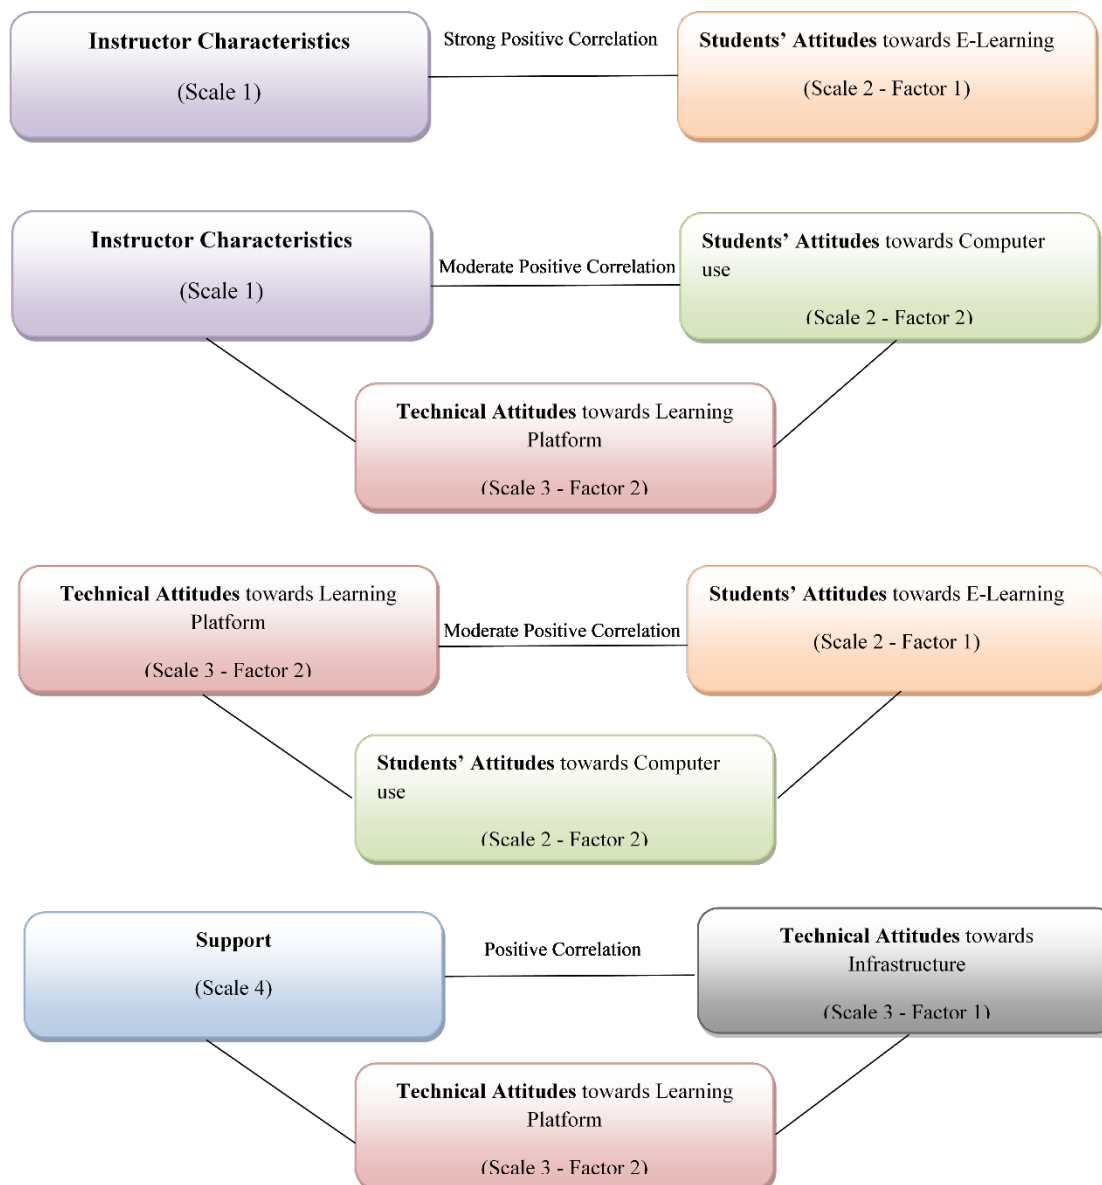 Instructor Characteristics
(Scale 1)
Strong Positive Correlation
Students’ Attitudes towards E-Learning
(Scale 2 - Factor 1)
Instructor Characteristics
(Scale 1)
Moderate Positive Correlation
Students’ Attitudes towards Computer
use
(Scale 2 - Factor 2)
Technical Attitudes towards Learning
Platform
(Scale 3 - Factor 2)
Technical Attitudes towards Learning
Platform
(Scale 3 - Factor 2)
Moderate Positive Correlation
Students’ Attitudes towards E-Learning
(Scale 2 - Factor 1)
Students’ Attitudes towards Computer
use
(Scale 2 - Factor 2)
Support
(Scale 4)
Positive Correlation
Technical Attitudes towards
Infrastructure
(Scale 3 - Factor 1)
Technical Attitudes towards Learning
Platform
(Scale 3 - Factor 2)